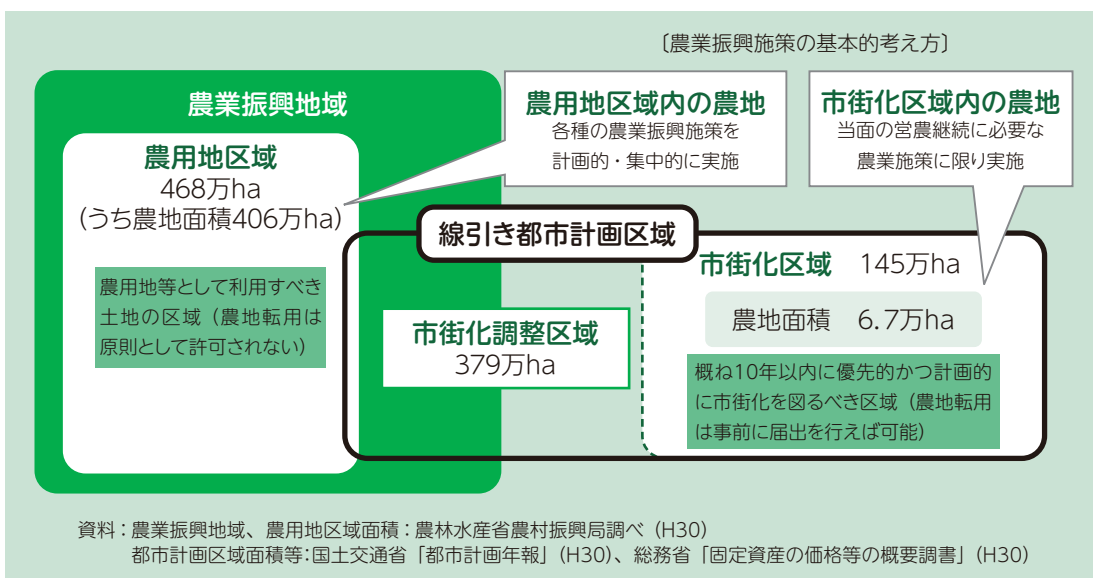 〔農業振興施策の基本的考え方〕
農業振興地域
農用地区域
468万ha
(うち農地面積406万ha)
農用地等として利用すべき
土地の区域（農地転用は
原則として許可されない）
農用地区域内の農地
各種の農業振興施策を
計画的・集中的に実施
市街化区域内の農地
当面の営農継続に必要な
農業施策に限り実施
線引き都市計画区域
市街化調整区域
379万ha
市街化区域　145万ha
農地面積　6.7万ha
概ね10年以内に優先的かつ計画的
に市街化を図るべき区域（農地転用
は事前に届出を行えば可能）
資料：農業振興地域、農用地区域面積：農林水産省農村振興局調べ（H30）
都市計画区域面積等：国土交通省「都市計画年報」（H30）、総務省「固定資産の価格等の概要調書」（H30）